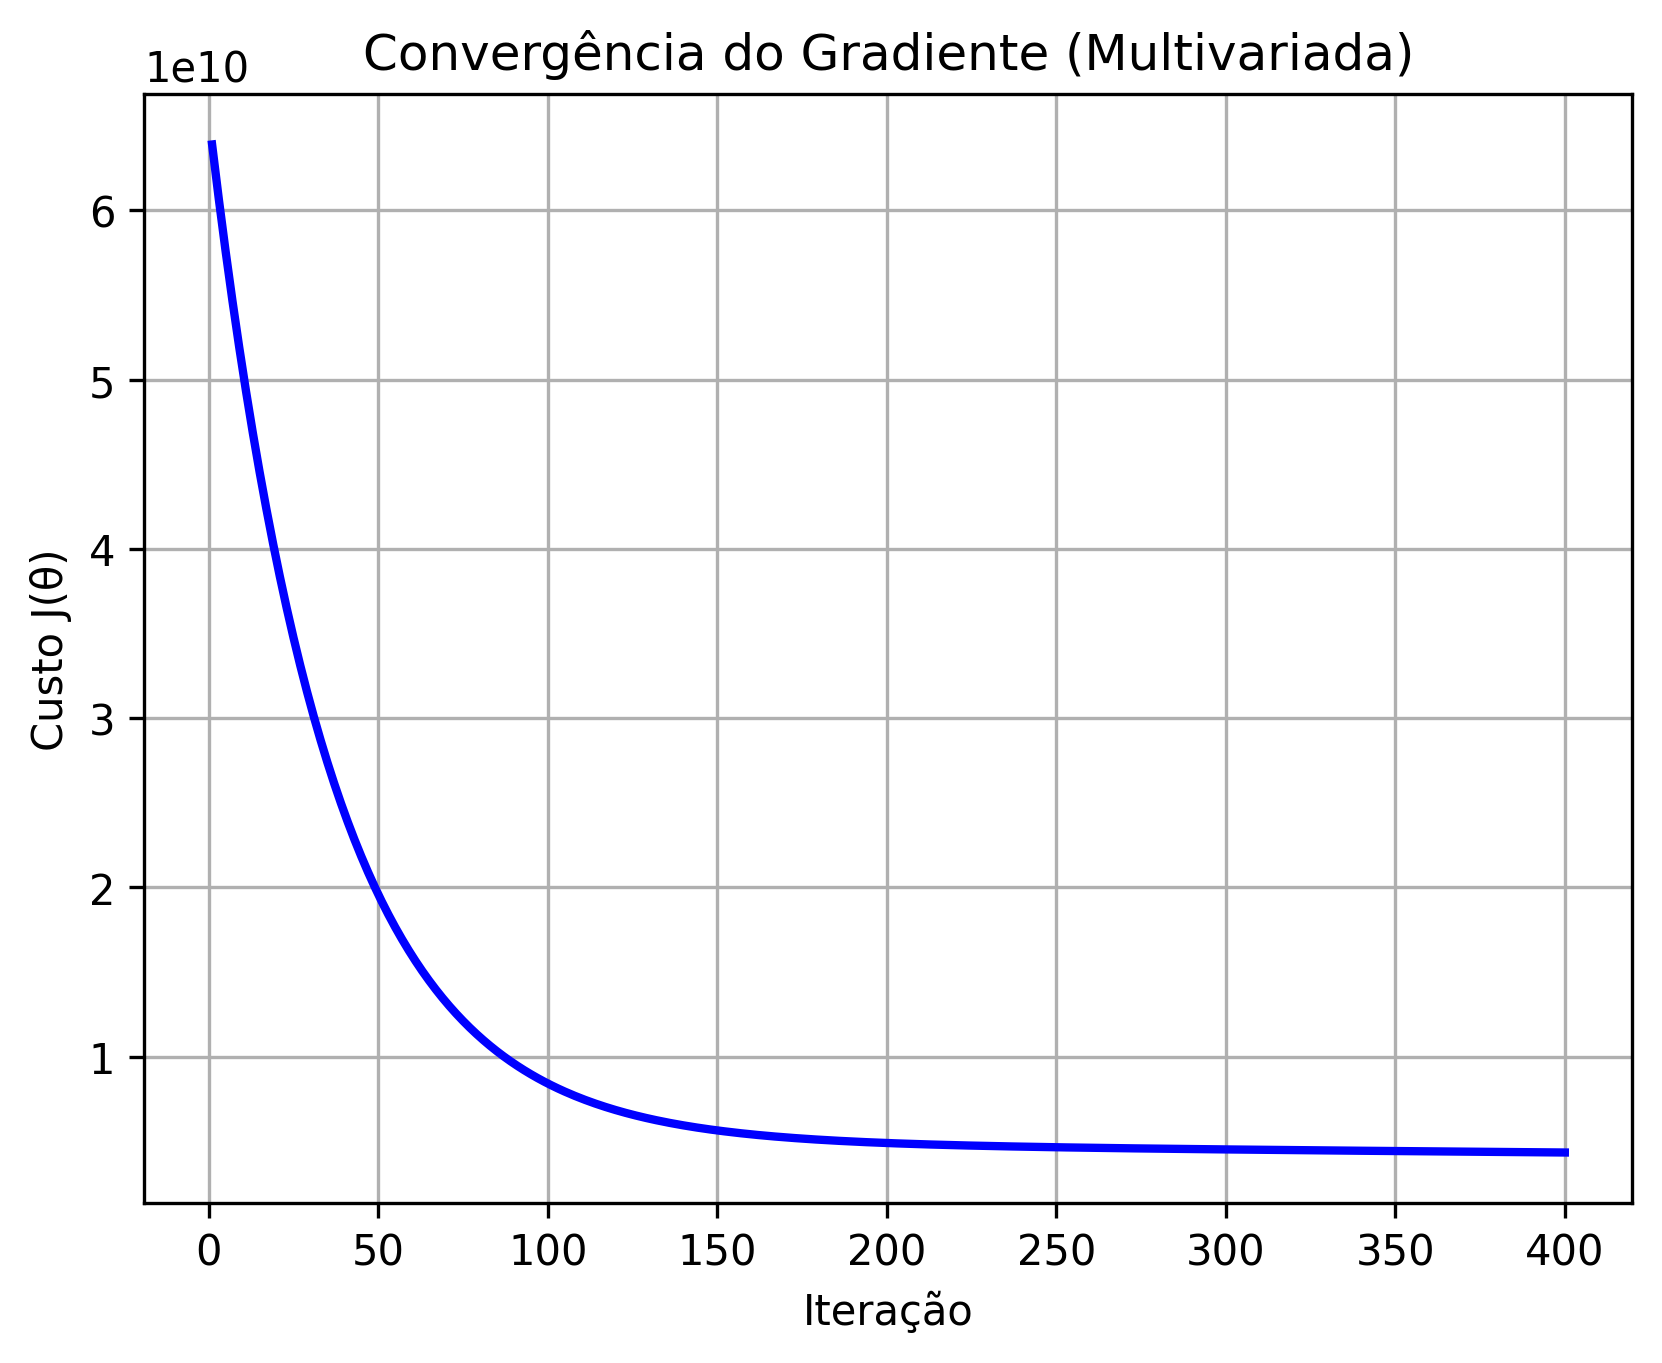 Convergência do Gradiente (Multivariada)
1e10
6
5
4
3
2
1
Custo J(θ)
0 50 100 150 200 250 300 350 400
Iteração